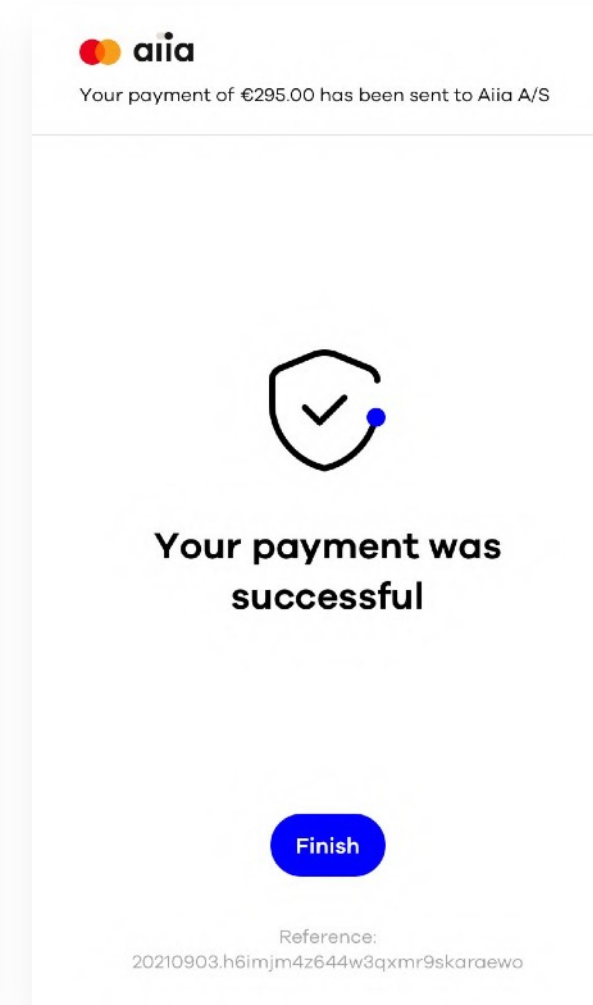 aiia
Your payment of €295.00 has been sent to Aiia A/S
Your payment was
successful
Finish
Reference:
20210903.h6imjm4z644w3qxmr9skaraewo